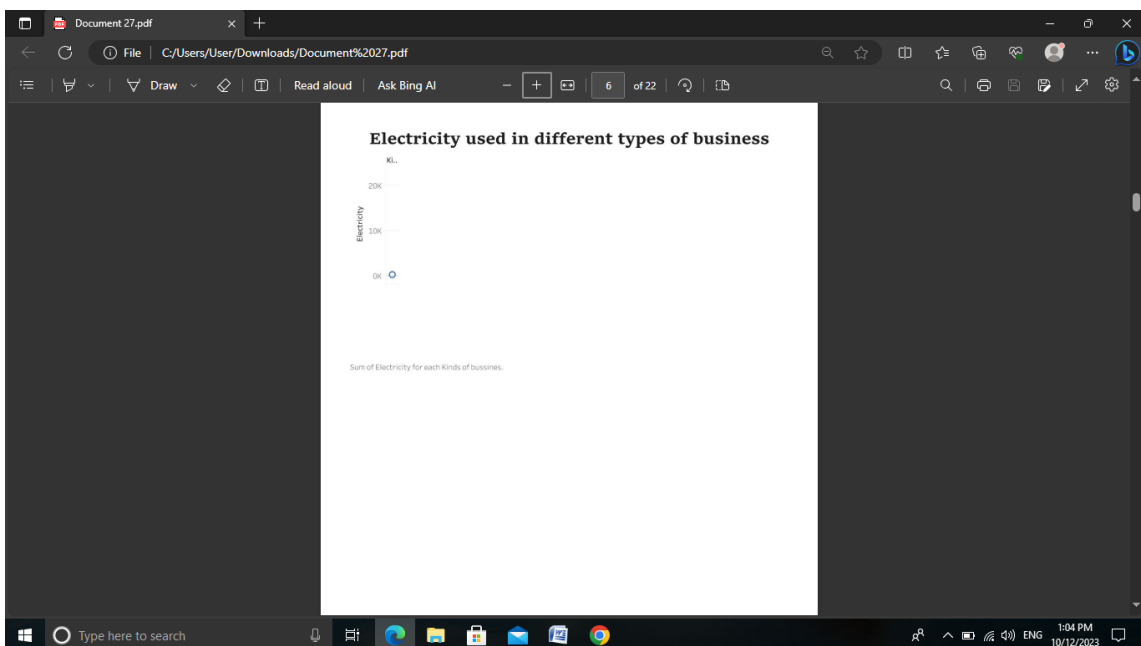 Document 27.pdf
File | C:/Users/User/Downloads/Document%2027.pdf
Draw Read aloud Ask Bing AI 6 of 22
Electricity used in different types of business
Ki..
20K
Electricity
10K
0K
Sum of Electricity for each Kinds of bussines.
Type here to search
ENG
1:04 PM
10/12/2023